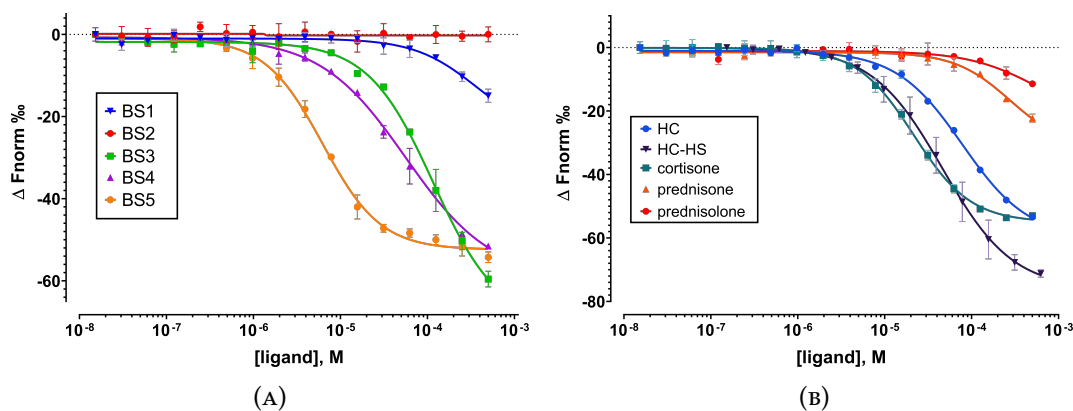 0
-20
-40
-60
Δ Fnorm ‰
BS1
BS2
BS3
BS4
BS5
10-8
10-7
10-6
10-5
10-4
10-3
[ligand], M
(A)
0
-20
-40
-60
-80
Δ Fnorm ‰
HC
HC-HS
cortisone
prednisone
prednisolone
10-8
10-7
10-6
10-5
10-4
10-3
[ligand], M
(B)